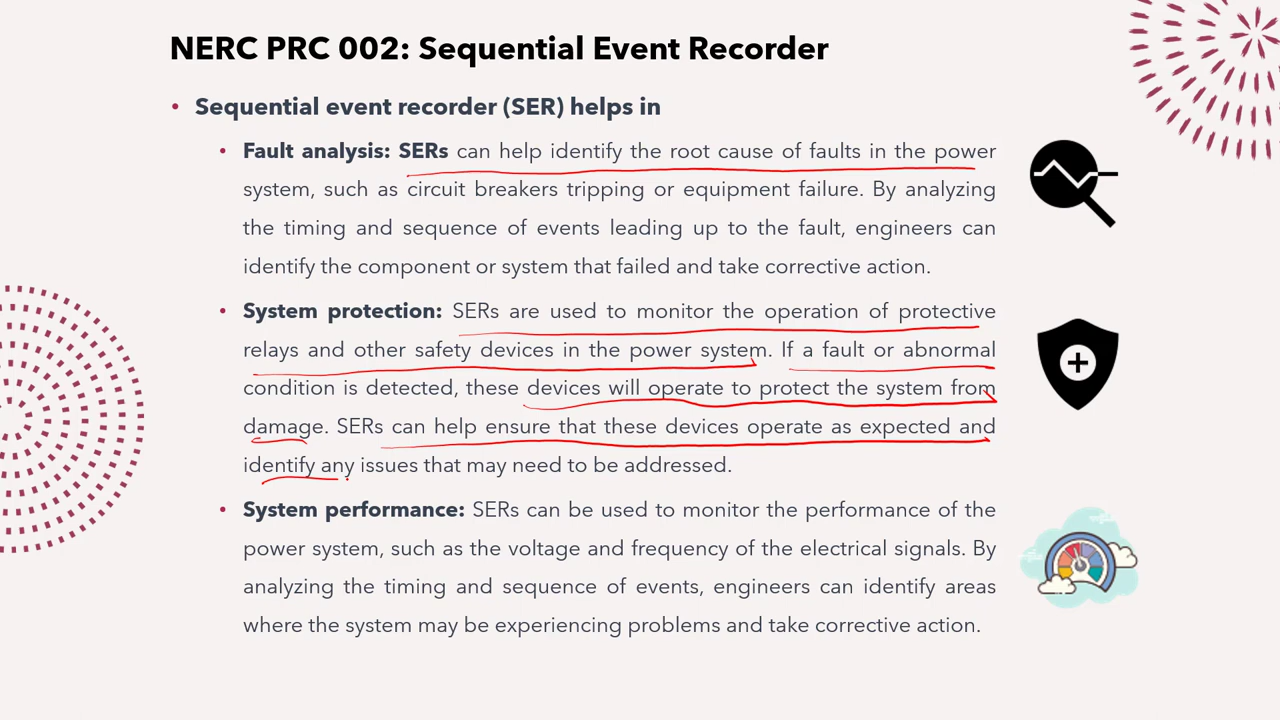 NERC PRC 002: Sequential Event Recorder
• Sequential event recorder (SER) helps in
• Fault analysis: SERs can help identify the root cause of faults in the power
system, such as circuit breakers tripping or equipment failure. By analyzing
the timing and sequence of events leading up to the fault, engineers can
identify the component or system that failed and take corrective action.
• System protection: SERs are used to monitor the operation of protective
relays and other safety devices in the power system. If a fault or abnormal
condition is detected, these devices will operate to protect the system from
damage. SERs can help ensure that these devices operate as expected and
identify any issues that may need to be addressed.
• System performance: SERs can be used to monitor the performance of the
power system, such as the voltage and frequency of the electrical signals. By
analyzing the timing and sequence of events, engineers can identify areas
where the system may be experiencing problems and take corrective action.